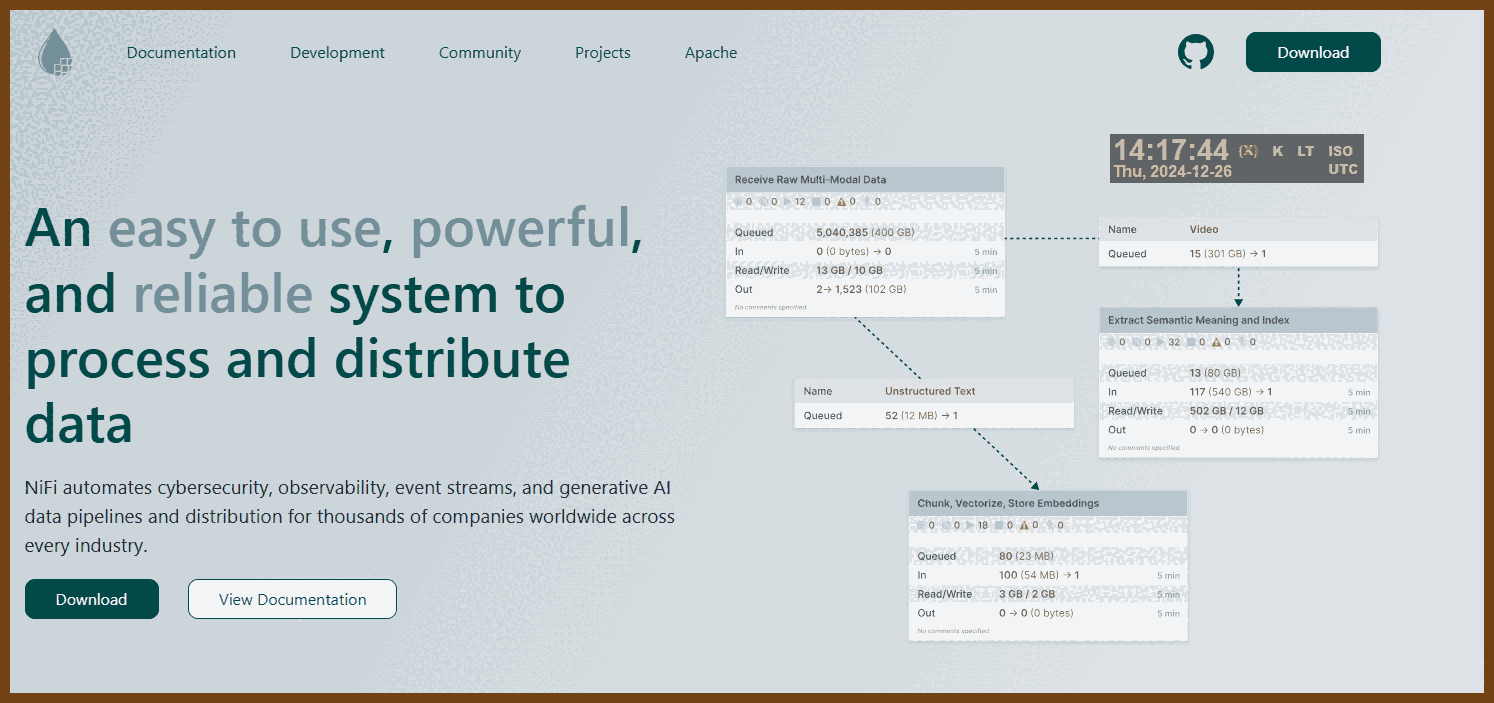 Documentation Development Community Projects Apache Download
14:17:44 (X) K LT ISO
Thu, 2024-12-26 UTC
An easy to use, powerful,
and reliable system to
process and distribute
data
NiFi automates cybersecurity, observability, event streams, and generative AI
data pipelines and distribution for thousands of companies worldwide across
every industry.
Download View Documentation
Receive Raw Multi-Modal Data
0 0 12 0 0 0
Queued 5,040,385 (400 GB)
In 0 (0 bytes) → 0 5 min
Read/Write 13 GB / 10 GB 5 min
Out 2→ 1,523 (102 GB) 5 min
No comments specified
Name Video
Queued 15 (301 GB) → 1
Extract Semantic Meaning and Index
0 0 32 0 0 0
Queued 13 (80 GB)
In 117 (540 GB) → 1 5 min
Read/Write 502 GB / 12 GB 5 min
Out 0 → 0 (0 bytes) 5 min
No comments specified
Name Unstructured Text
Queued 52 (12 MB) → 1
Chunk, Vectorize, Store Embeddings
0 0 18 0 0 0
Queued 80 (23 MB)
In 100 (54 MB) → 1 5 min
Read/Write 3 GB / 2 GB 5 min
Out 0 → 0 (0 bytes) 5 min
No comments specified